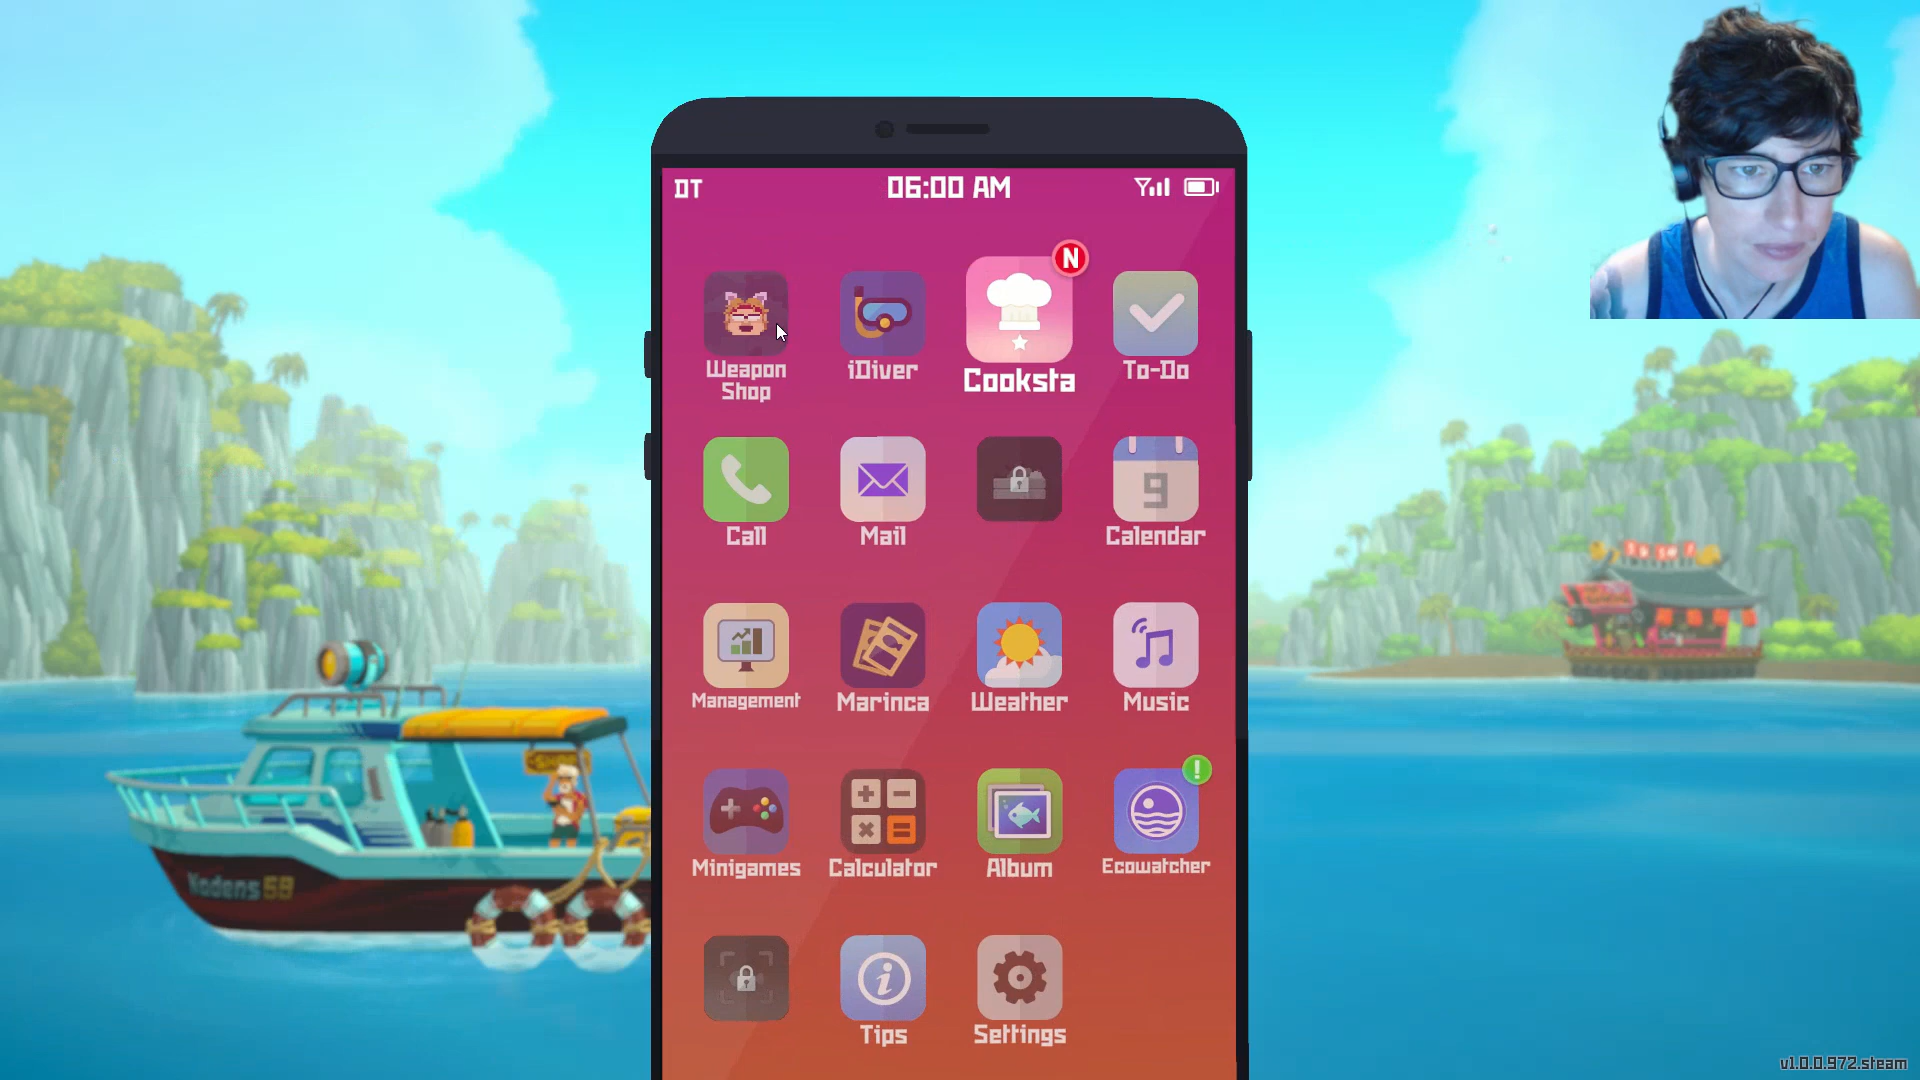 DT 06:00 AM
N
Weapon Shop
iDiver
Cooksta
To-Do
9
Call
Mail
Calendar
Management
Marinca
Weather
Music
!
Minigames
Calculator
Album
Ecowatcher
Tips
Settings
v1.0.0.972.steam